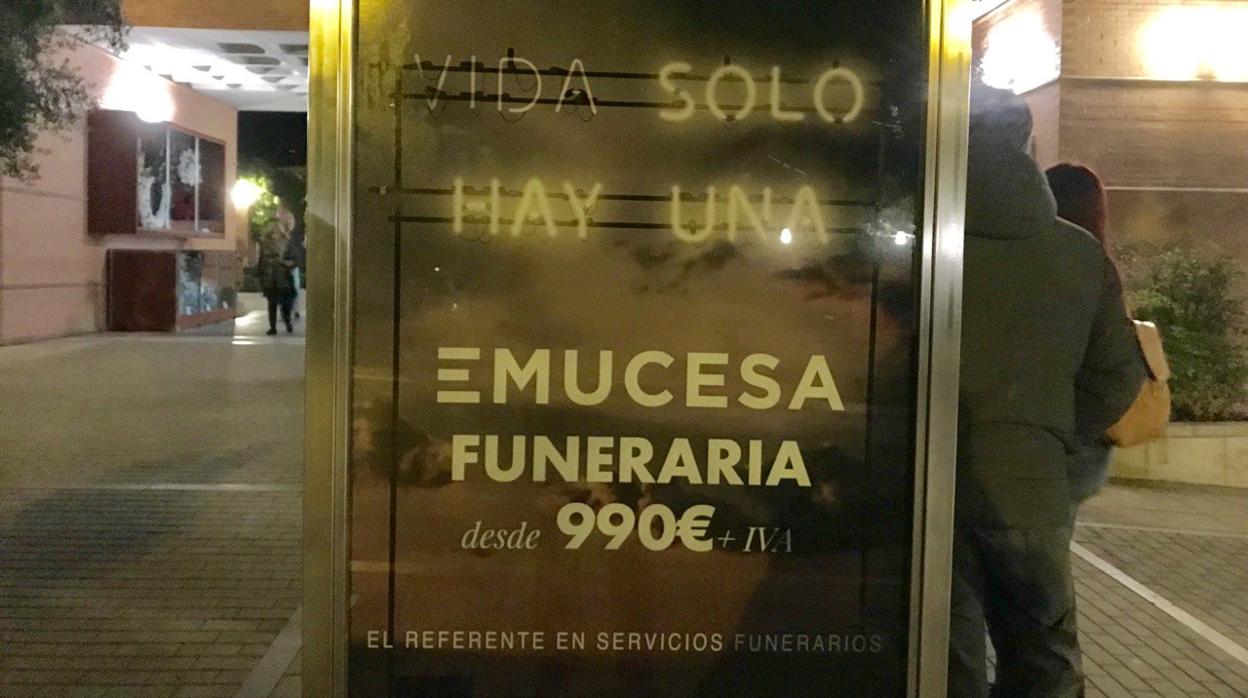 VIDA SOLO
HAY UNA
EMUCESA
FUNERARIA
desde 990€ + IVA
EL REFERENTE EN SERVICIOS FUNERARIOS